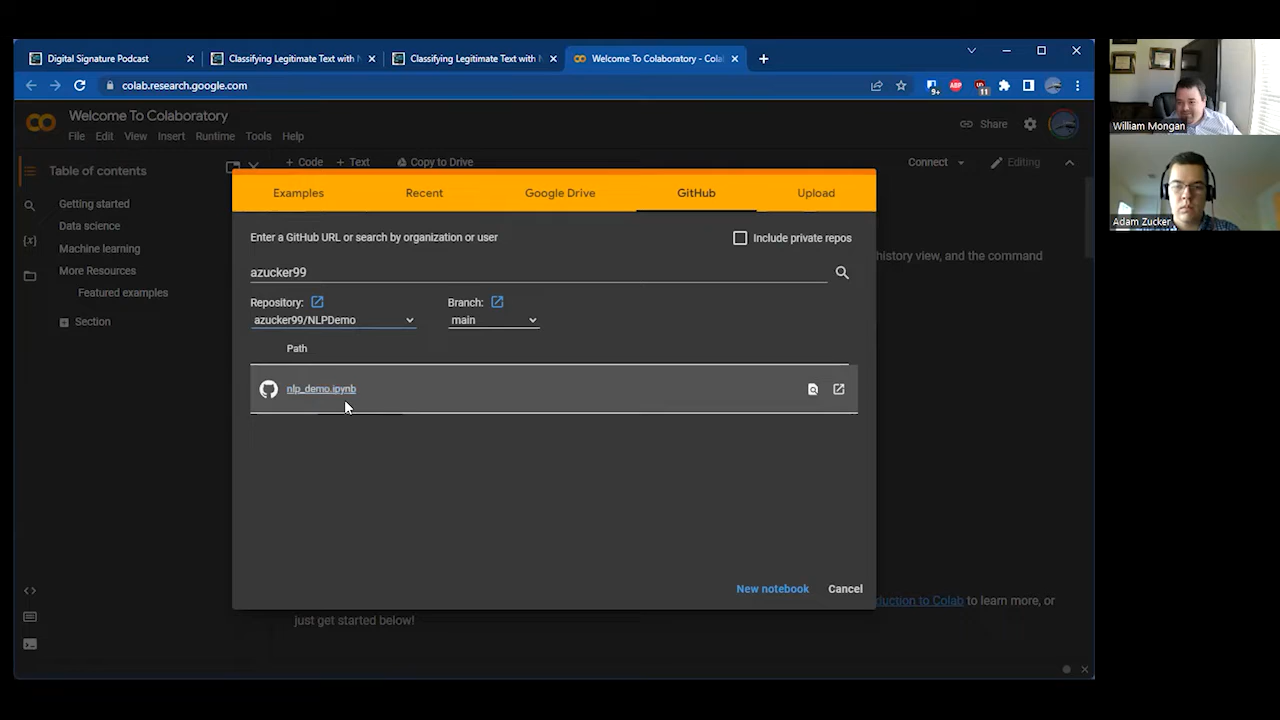 Digital Signature Podcast
Classifying Legitimate Text with
Classifying Legitimate Text with
Welcome To Colaboratory - Cola
colab.research.google.com
ABP
9+
11
William Mongan
Adam Zucker
Welcome To Colaboratory
File Edit View Insert Runtime Tools Help
Share
Table of contents
+ Code + Text Copy to Drive
Connect
Editing
Getting started
Data science
Machine learning
More Resources
Featured examples
Section
Examples Recent Google Drive GitHub Upload
Enter a GitHub URL or search by organization or user
Include private repos
history view, and the command
azucker99
Repository: Branch:
azucker99/NLPDemo main
Path
nlp_demo.ipynb
New notebook Cancel
duction to Colab to learn more, or
just get started below!